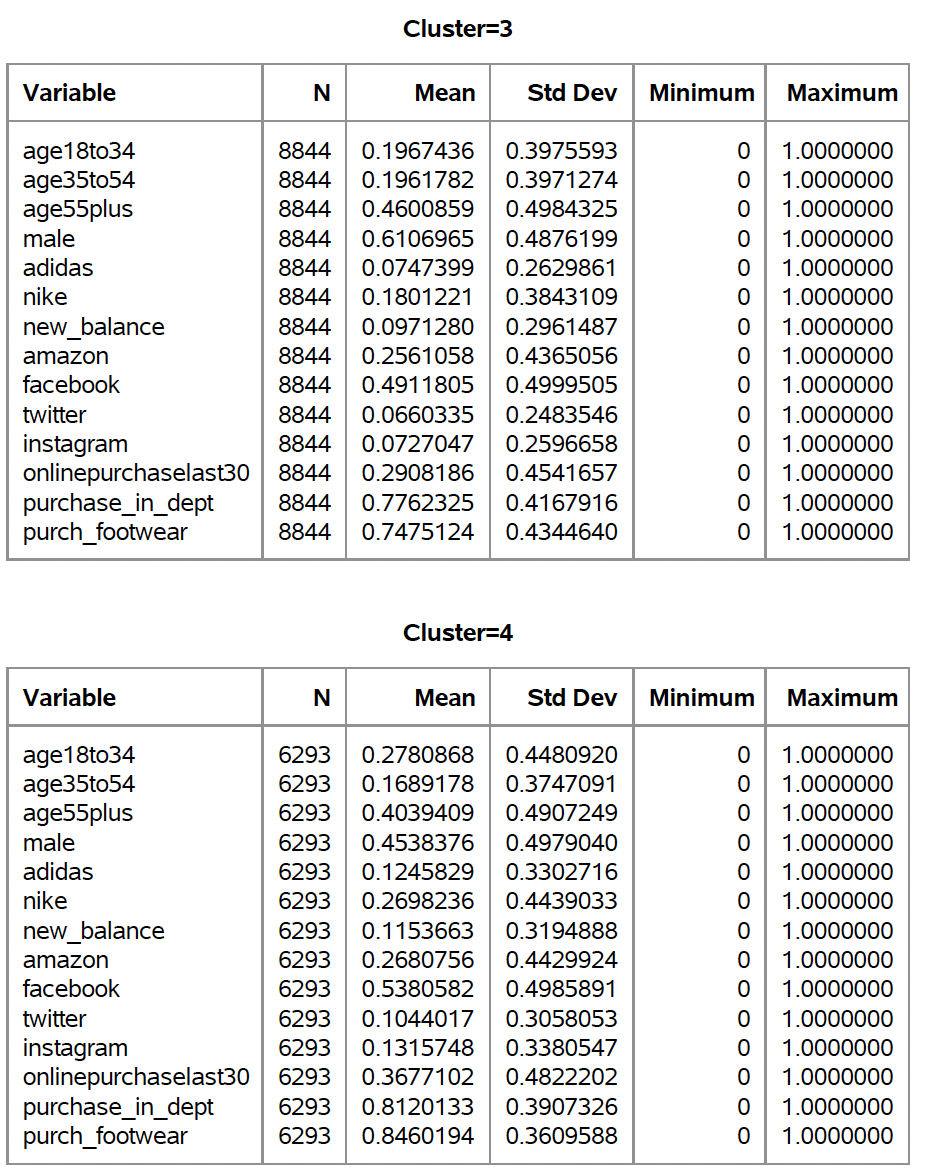 Cluster=3
Variable N Mean Std Dev Minimum Maximum
age18to34 8844 0.1967436 0.3975593 0 1.0000000
age35to54 8844 0.1961782 0.3971274 0 1.0000000
age55plus 8844 0.4600859 0.4984325 0 1.0000000
male 8844 0.6106965 0.4876199 0 1.0000000
adidas 8844 0.0747399 0.2629861 0 1.0000000
nike 8844 0.1801221 0.3843109 0 1.0000000
new_balance 8844 0.0971280 0.2961487 0 1.0000000
amazon 8844 0.2561058 0.4365056 0 1.0000000
facebook 8844 0.4911805 0.4999505 0 1.0000000
twitter 8844 0.0660335 0.2483546 0 1.0000000
instagram 8844 0.0727047 0.2596658 0 1.0000000
onlinepurchaselast30 8844 0.2908186 0.4541657 0 1.0000000
purchase_in_dept 8844 0.7762325 0.4167916 0 1.0000000
purch_footwear 8844 0.7475124 0.4344640 0 1.0000000
Cluster=4
Variable N Mean Std Dev Minimum Maximum
age18to34 6293 0.2780868 0.4480920 0 1.0000000
age35to54 6293 0.1689178 0.3747091 0 1.0000000
age55plus 6293 0.4039409 0.4907249 0 1.0000000
male 6293 0.4538376 0.4979040 0 1.0000000
adidas 6293 0.1245829 0.3302716 0 1.0000000
nike 6293 0.2698236 0.4439033 0 1.0000000
new_balance 6293 0.1153663 0.3194888 0 1.0000000
amazon 6293 0.2680756 0.4429924 0 1.0000000
facebook 6293 0.5380582 0.4985891 0 1.0000000
twitter 6293 0.1044017 0.3058053 0 1.0000000
instagram 6293 0.1315748 0.3380547 0 1.0000000
onlinepurchaselast30 6293 0.3677102 0.4822202 0 1.0000000
purchase_in_dept 6293 0.8120133 0.3907326 0 1.0000000
purch_footwear 6293 0.8460194 0.3609588 0 1.0000000